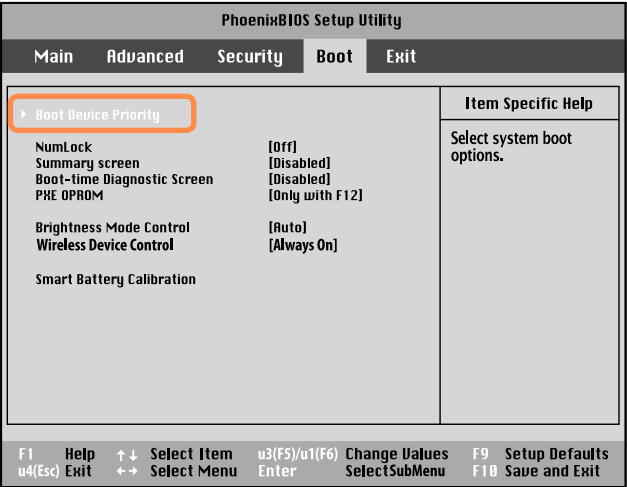 PhoenixBIOS Setup Utility
Main Advanced Security Boot Exit
Boot Device Priority
NumLock [Off]
Summary screen [Disabled]
Boot-time Diagnostic Screen [Disabled]
PXE OPROM [Only with F12]
Brightness Mode Control [Auto]
Wireless Device Control [Always On]
Smart Battery Calibration
Item Specific Help
Select system boot
options.
F1 Help ↑↓ Select Item u3(F5)/u1(F6) Change Values F9 Setup Defaults
u4(Esc) Exit ←→ Select Menu Enter SelectSubMenu F10 Save and Exit